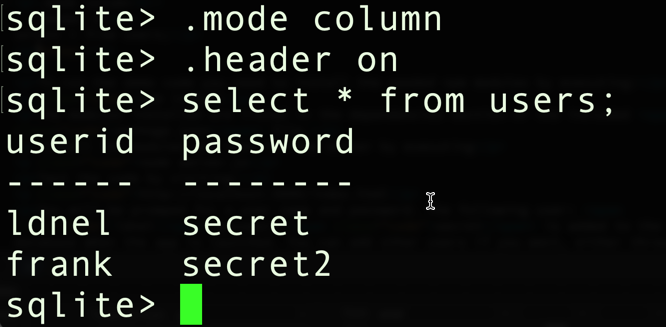 sqlite> .mode column
sqlite> .header on
sqlite> select * from users;
userid  password
------  --------
ldnel   secret
frank   secret2
sqlite>